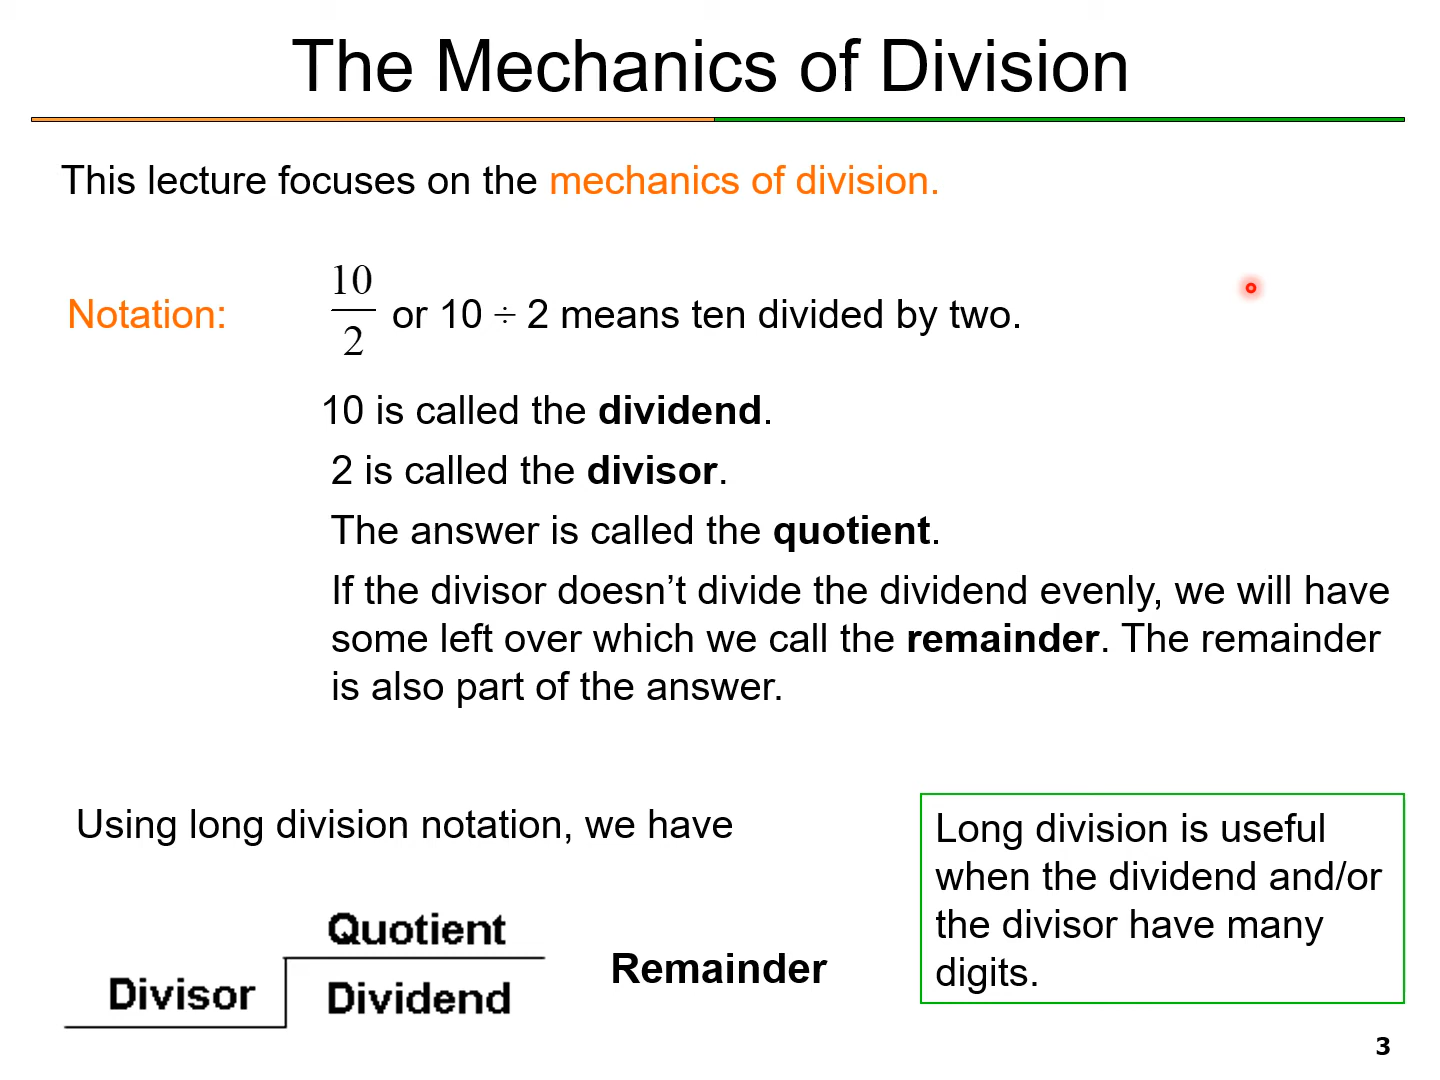 The Mechanics of Division
This lecture focuses on the mechanics of division.
Notation:
10
2
or 10 ÷ 2 means ten divided by two.
10 is called the dividend.
2 is called the divisor.
The answer is called the quotient.
If the divisor doesn’t divide the dividend evenly, we will have
some left over which we call the remainder. The remainder
is also part of the answer.
Using long division notation, we have
Quotient
Divisor
Dividend
Remainder
Long division is useful
when the dividend and/or
the divisor have many
digits.
3